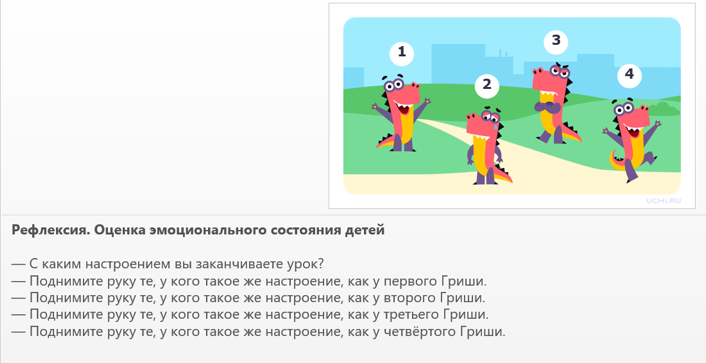 1
2
3
4
UCHI.RU
Рефлексия. Оценка эмоционального состояния детей
— С каким настроением вы заканчиваете урок?
— Поднимите руку те, у кого такое же настроение, как у первого Гриши.
— Поднимите руку те, у кого такое же настроение, как у второго Гриши.
— Поднимите руку те, у кого такое же настроение, как у третьего Гриши.
— Поднимите руку те, у кого такое же настроение, как у четвёртого Гриши.